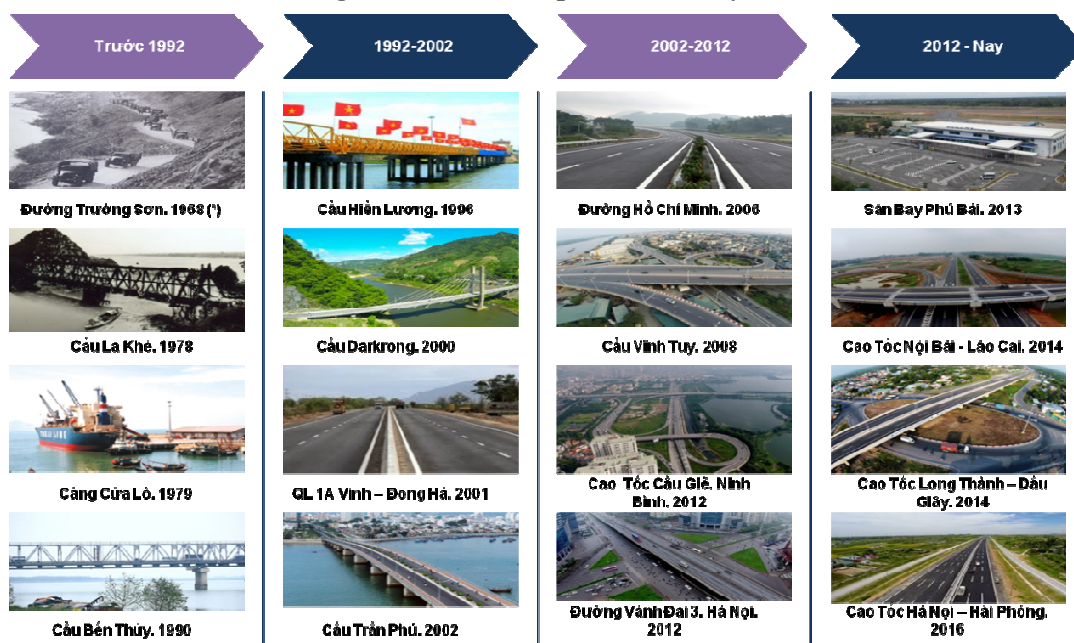 Trước 1992
1992-2002
2002-2012
2012 - Nay
Đường Trường Sơn, 1968 (*)
Cầu Hiền Lương, 1996
Đường Hồ Chí Minh, 2006
Sân Bay Phú Bài, 2013
Cầu La Khê, 1978
Cầu Darkrong, 2000
Cầu Vĩnh Tuy, 2008
Cao Tốc Nội Bài - Lào Cai, 2014
Cảng Cửa Lò, 1979
QL 1A Vinh – Đông Hà, 2001
Cao Tốc Cầu Giẽ, Ninh
Bình, 2012
Cao Tốc Long Thành – Dầu
Giây, 2014
Cầu Bến Thủy, 1990
Cầu Trần Phú, 2002
Đường Vành Đai 3, Hà Nội,
2012
Cao Tốc Hà Nội – Hải Phòng,
2016